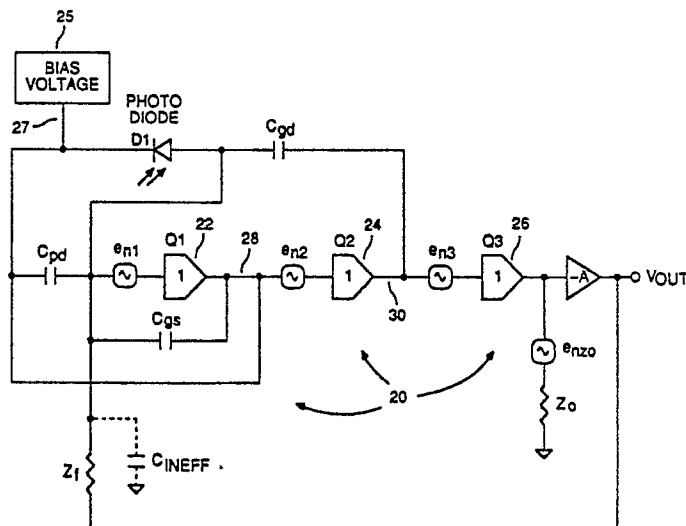 25
BIAS
VOLTAGE
27
PHOTO
DIODE
D1
Cgd
Cpd
en1
Q1
22
28
1
Cgs
en2
Q2
24
1
30
en3
Q3
26
1
-A
VOUT
enzo
Zo
20
Zf
CINEFF